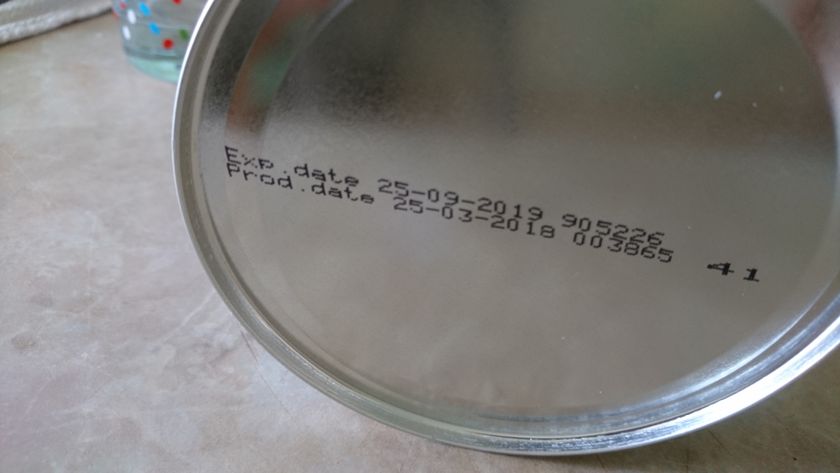 Exp.date 25-09-2019 905226
Prod.date 25-03-2018 003865 41